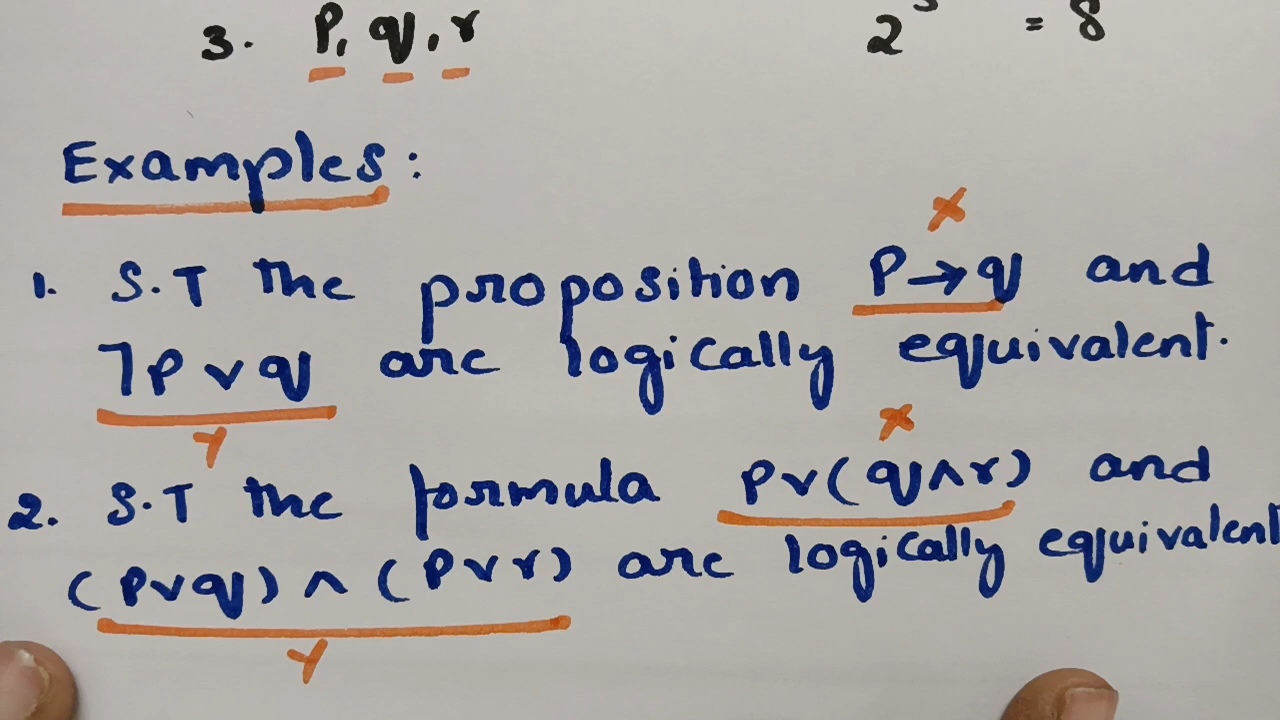 3. p, q, r 2³ = 8
Examples:
x
1. S.T the proposition p→q and
¬p∨q are logically equivalent.
y
x
2. S.T the formula p∨(q∧r) and
(p∨q)∧(p∨r) are logically equivalent
y